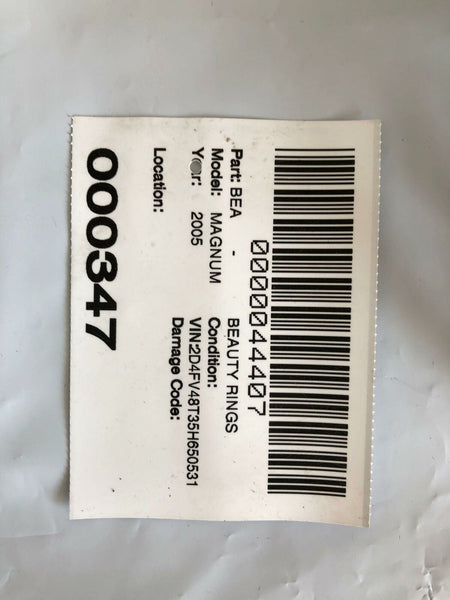 0000044407
Part: BEA - BEAUTY RINGS
Model: MAGNUM Condition:
Year: 2005 VIN:2D4FV48T35H650531
Damage Code:
Location:
000347